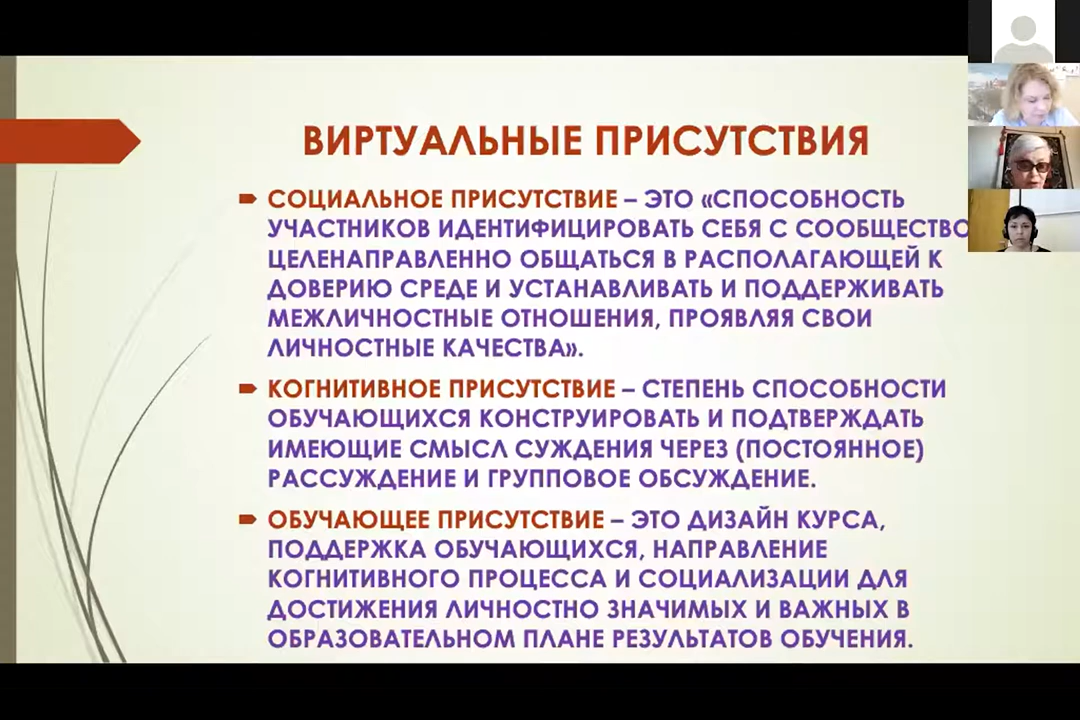 ВИРТУАЛЬНЫЕ ПРИСУТСТВИЯ
СОЦИАЛЬНОЕ ПРИСУТСТВИЕ – ЭТО «СПОСОБНОСТЬ
УЧАСТНИКОВ ИДЕНТИФИЦИРОВАТЬ СЕБЯ С
ЦЕЛЕНАПРАВЛЕННО ОБЩАТЬСЯ В РАСПОЛАГАЮЩЕЙ К
ДОВЕРИЮ СРЕДЕ И УСТАНАВЛИВАТЬ И ПОДДЕРЖИВАТЬ
МЕЖЛИЧНОСТНЫЕ ОТНОШЕНИЯ, ПРОЯВЛЯЯ СВОИ
ЛИЧНОСТНЫЕ КАЧЕСТВА».
КОГНИТИВНОЕ ПРИСУТСТВИЕ – СТЕПЕНЬ СПОСОБНОСТИ
ОБУЧАЮЩИХСЯ КОНСТРУИРОВАТЬ И ПОДТВЕРЖДАТЬ
ИМЕЮЩИЕ СМЫСЛ СУЖДЕНИЯ ЧЕРЕЗ (ПОСТОЯННОЕ)
РАССУЖДЕНИЕ И ГРУППОВОЕ ОБСУЖДЕНИЕ.
ОБУЧАЮЩЕЕ ПРИСУТСТВИЕ – ЭТО ДИЗАЙН КУРСА,
ПОДДЕРЖКА ОБУЧАЮЩИХСЯ, НАПРАВЛЕНИЕ
КОГНИТИВНОГО ПРОЦЕССА И СОЦИАЛИЗАЦИИ ДЛЯ
ДОСТИЖЕНИЯ ЛИЧНОСТНО ЗНАЧИМЫХ И ВАЖНЫХ В
ОБРАЗОВАТЕЛЬНОМ ПЛАНЕ РЕЗУЛЬТАТОВ ОБУЧЕНИЯ.